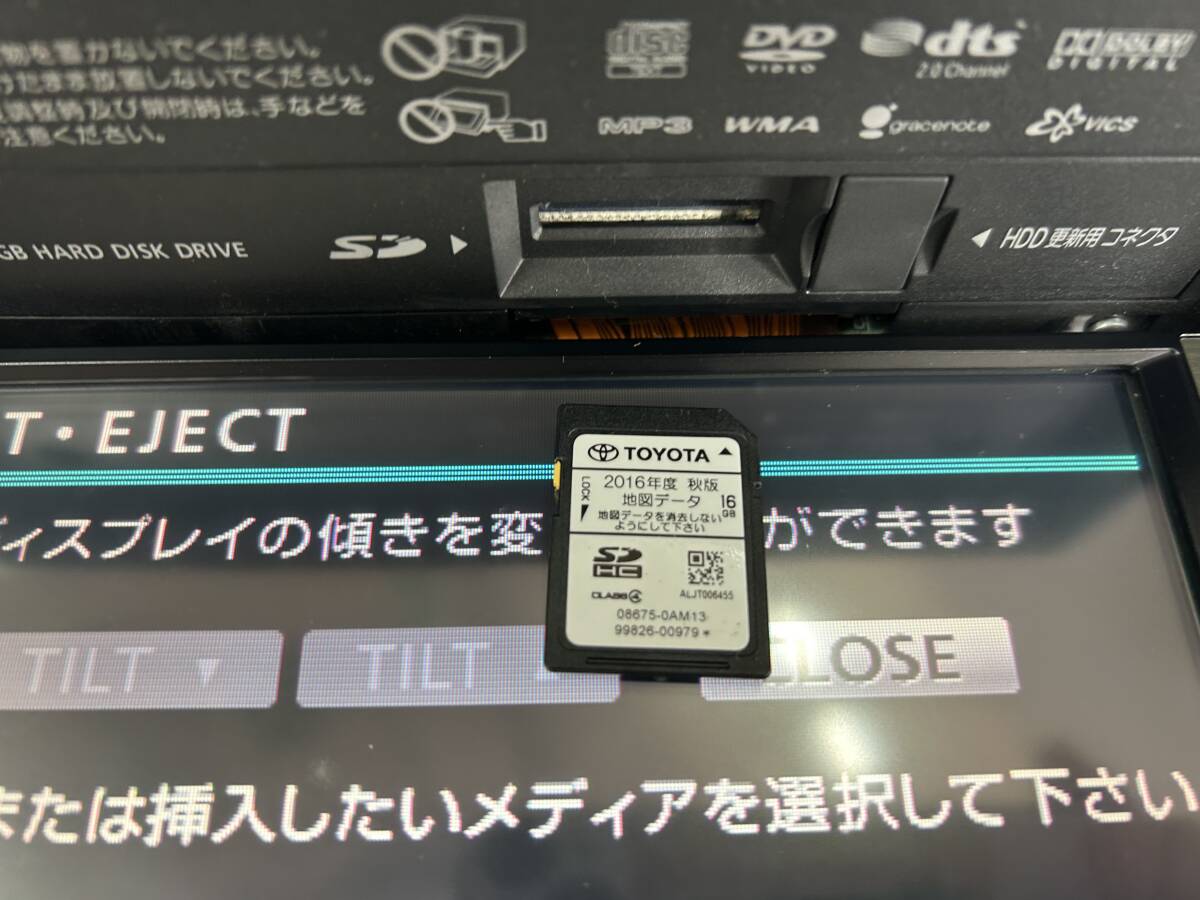 物を置かないでください。
けたまま放置しないでください。
調整時及び開閉時は、手などを
注意ください。
disc
DVD
VIDEO
dts
2.0 Channel
DOLBY
DIGITAL
MP3
WMA
gracenote
VICS
GB HARD DISK DRIVE
SD
HDD更新用コネクタ
T・EJECT
ディスプレイの傾きを変
ができます
TOYOTA
LOCK
2016年度 秋版
地図データ
16
GB
地図データを消去しない
ようにして下さい
SD
HC
CLASS4
ALJT006455
08675-0AM13
99826-00979*
TILT ▼
TILT
LOSE
または挿入したいメディアを選択して下さい